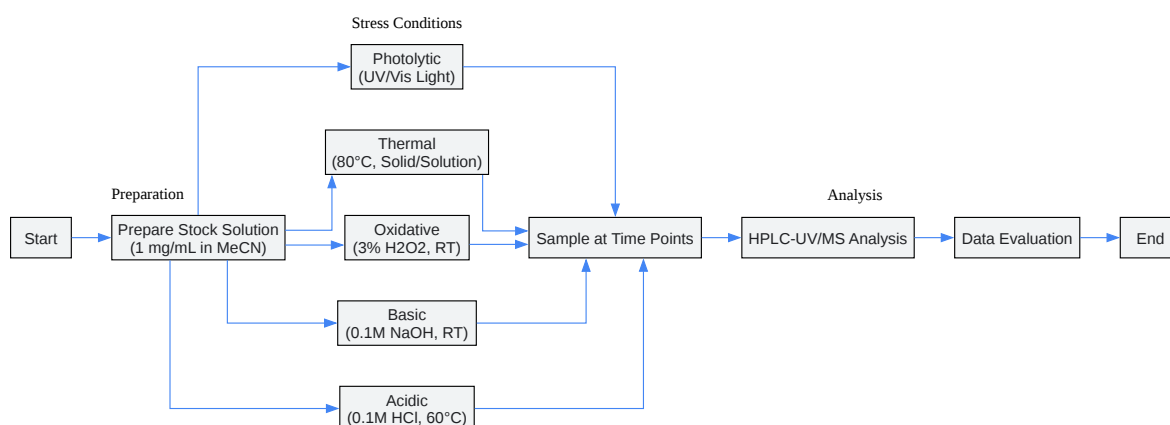 Stress Conditions
Photolytic
(UV/Vis Light)
Thermal
(80°C, Solid/Solution)
Preparation
Analysis
Start
Prepare Stock Solution
(1 mg/mL in MeCN)
Oxidative
(3% H2O2, RT)
Sample at Time Points
HPLC-UV/MS Analysis
Data Evaluation
End
Basic
(0.1M NaOH, RT)
Acidic
(0.1M HCl, 60°C)